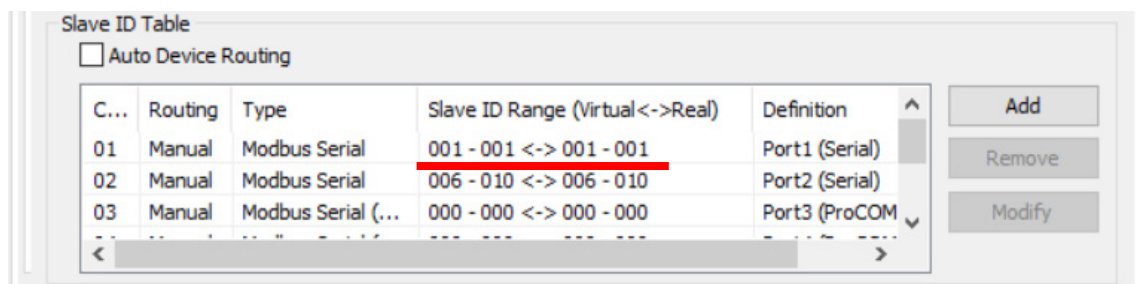 Slave ID Table
Auto Device Routing
C... Routing Type Slave ID Range (Virtual<->Real) Definition
01 Manual Modbus Serial 001 - 001 <-> 001 - 001 Port1 (Serial)
02 Manual Modbus Serial 006 - 010 <-> 006 - 010 Port2 (Serial)
03 Manual Modbus Serial (... 000 - 000 <-> 000 - 000 Port3 (ProCOM
Add
Remove
Modify